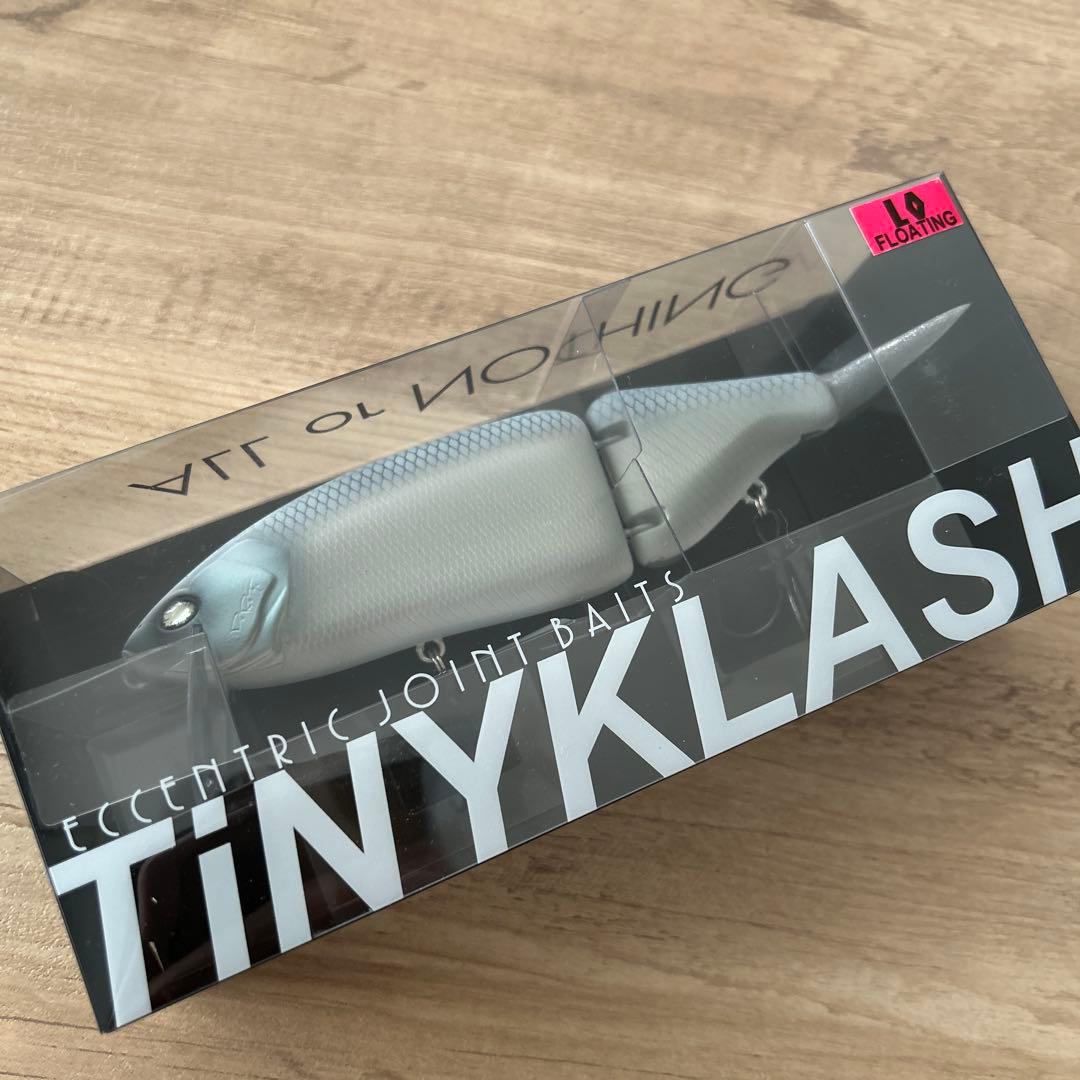 LO
FLOATING
ALL or NOTHING
ECCENTRIC JOINT BAITS
TiNYKLASH